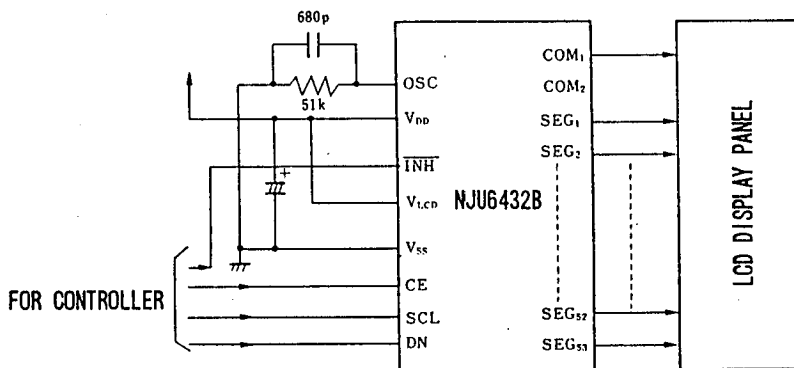 680p
51k
OSC
VDD
INH
VLCD
VSS
CE
SCL
DN
FOR CONTROLLER
NJU6432B
COM1
COM2
SEG1
SEG2
SEG52
SEG53
LCD DISPLAY PANEL